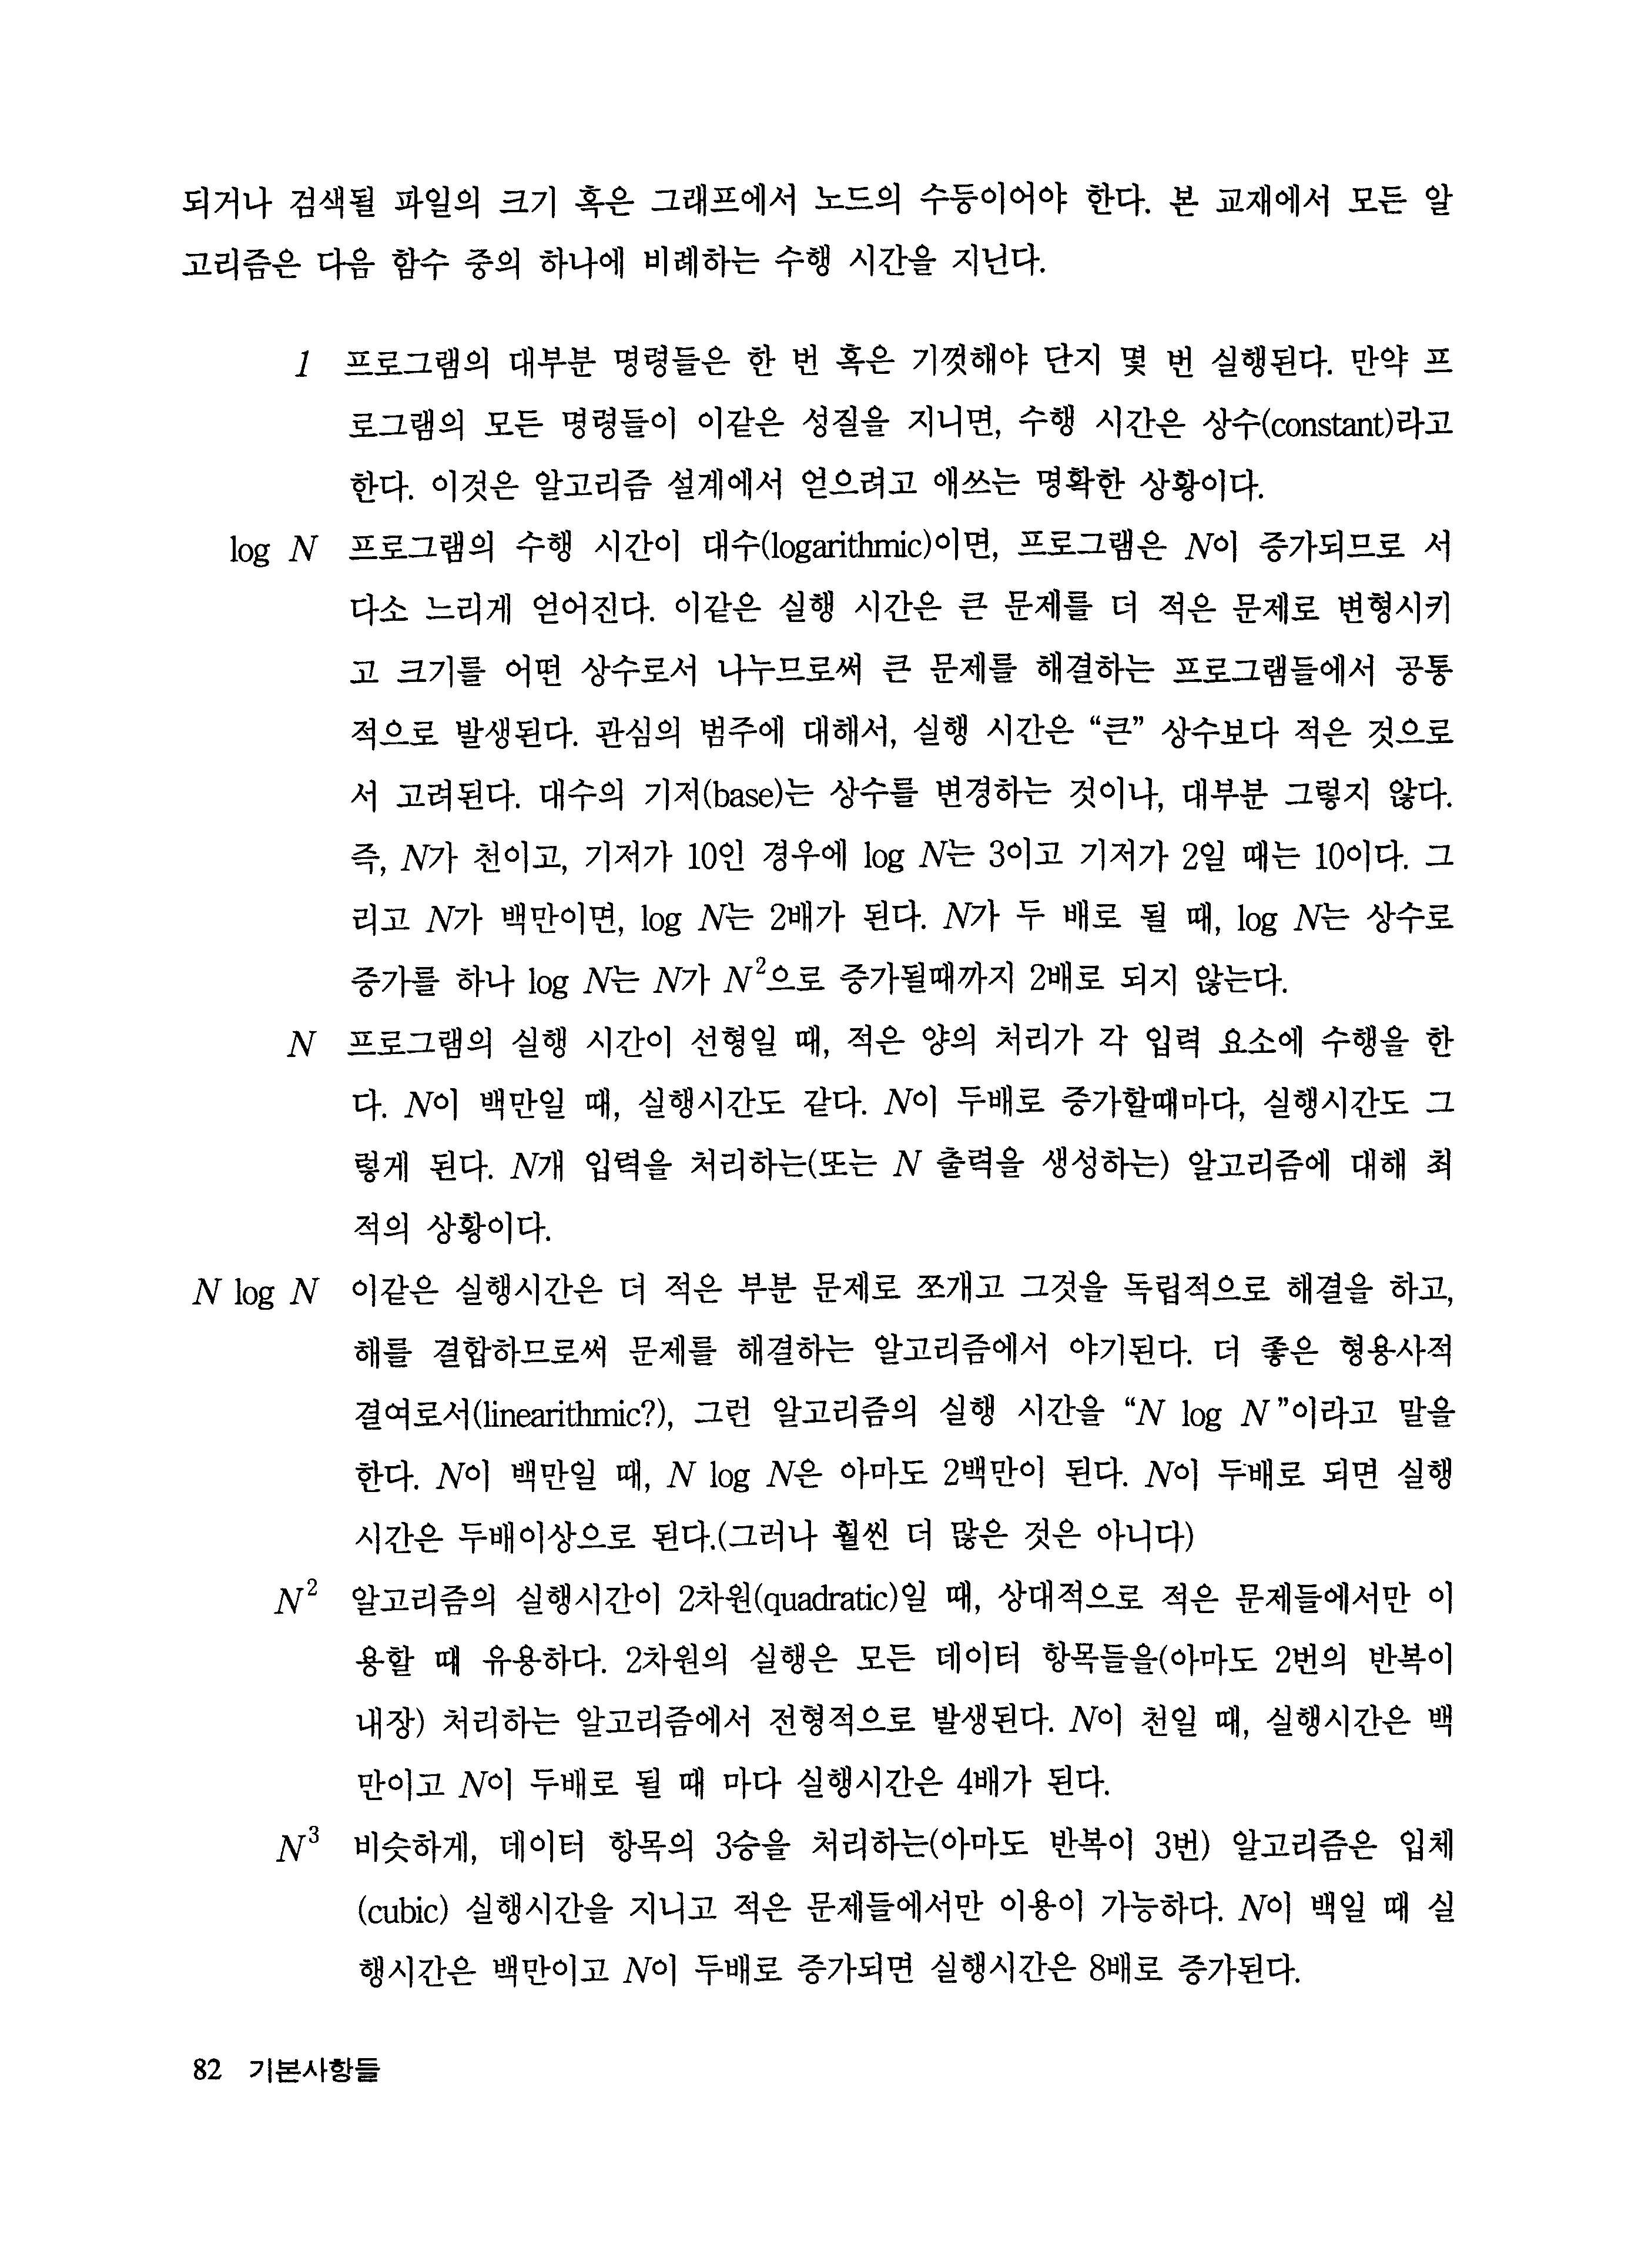 되거나 검색될 파일의 크기 혹은 그래프에서 노드의 수등이어야 한다. 본 교재에서 모든 알
고리즘은 다음 함수 중의 하나에 비례하는 수행 시간을 지닌다.
1 프로그램의 대부분 명령들은 한 번 혹은 기껏해야 단지 몇 번 실행된다. 만약 프
로그램의 모든 명령들이 이같은 성질을 지니면, 수행 시간은 상수(constant)라고
한다. 이것은 알고리즘 설계에서 얻으려고 애쓰는 명확한 상황이다.
log N 프로그램의 수행 시간이 대수(logarithmic)이면, 프로그램은 N이 증가되므로 서
다소 느리게 얻어진다. 이같은 실행 시간은 큰 문제를 더 적은 문제로 변형시키
고 크기를 어떤 상수로서 나누므로써 큰 문제를 해결하는 프로그램들에서 공통
적으로 발생된다. 관심의 범주에 대해서, 실행 시간은 “큰” 상수보다 적은 것으로
서 고려된다. 대수의 기저(base)는 상수를 변경하는 것이나, 대부분 그렇지 않다.
즉, N가 천이고, 기저가 10인 경우에 log N는 3이고 기저가 2일 때는 10이다. 그
리고 N가 백만이면, log N는 2배가 된다. N가 두 배로 될 때, log N는 상수로
증가를 하나 log N는 N가 N²으로 증가될때까지 2배로 되지 않는다.
N 프로그램의 실행 시간이 선형일 때, 적은 양의 처리가 각 입력 요소에 수행을 한
다. N이 백만일 때, 실행시간도 같다. N이 두배로 증가할때마다, 실행시간도 그
렇게 된다. N개 입력을 처리하는(또는 N 출력을 생성하는) 알고리즘에 대해 최
적의 상황이다.
N log N 이같은 실행시간은 더 적은 부분 문제로 쪼개고 그것을 독립적으로 해결을 하고,
해를 결합하므로써 문제를 해결하는 알고리즘에서 야기된다. 더 좋은 형용사적
결여로서(linearithmic?), 그런 알고리즘의 실행 시간을 “N log N”이라고 말을
한다. N이 백만일 때, N log N은 아마도 2백만이 된다. N이 두배로 되면 실행
시간은 두배이상으로 된다.(그러나 훨씬 더 많은 것은 아니다)
N² 알고리즘의 실행시간이 2차원(quadratic)일 때, 상대적으로 적은 문제들에서만 이
용할 때 유용하다. 2차원의 실행은 모든 데이터 항목들을(아마도 2번의 반복이
내장) 처리하는 알고리즘에서 전형적으로 발생된다. N이 천일 때, 실행시간은 백
만이고 N이 두배로 될 때 마다 실행시간은 4배가 된다.
N³ 비슷하게, 데이터 항목의 3승을 처리하는(아마도 반복이 3번) 알고리즘은 입체
(cubic) 실행시간을 지니고 적은 문제들에서만 이용이 가능하다. N이 백일 때 실
행시간은 백만이고 N이 두배로 증가되면 실행시간은 8배로 증가된다.
82 기본사항들